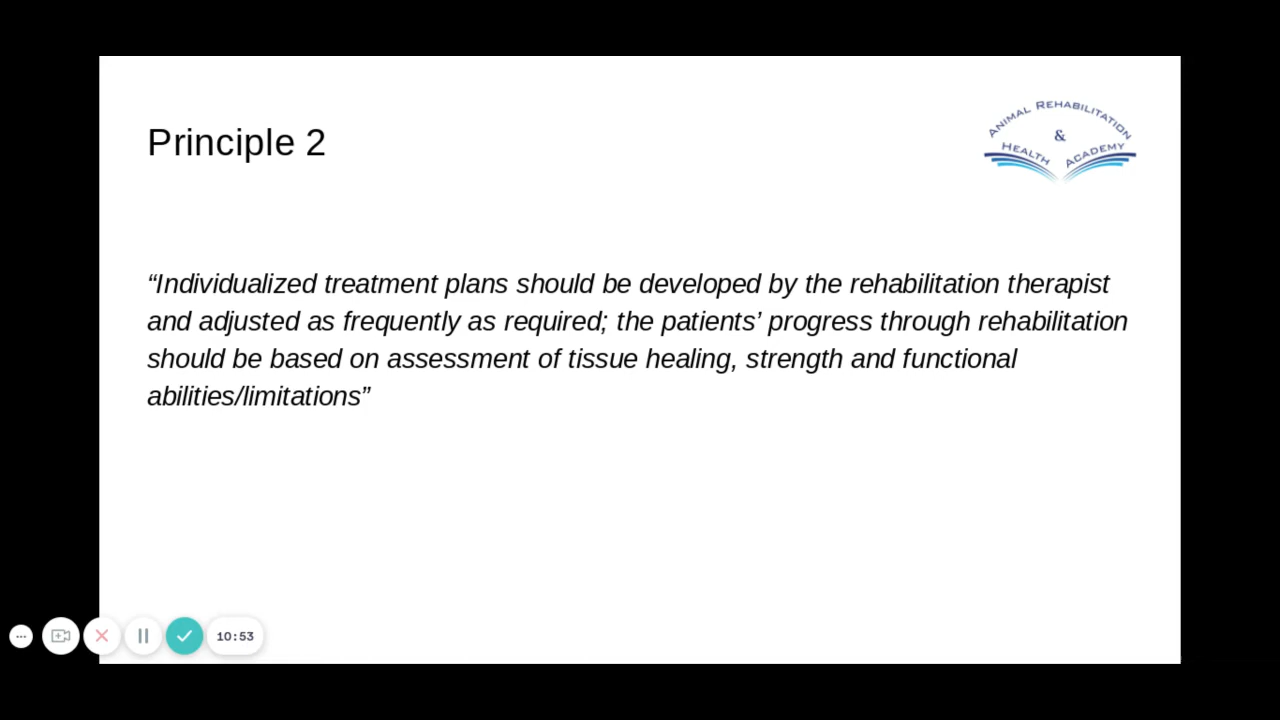 Principle 2
ANIMAL REHABILITATION
&
HEALTH ACADEMY
“Individualized treatment plans should be developed by the rehabilitation therapist
and adjusted as frequently as required; the patients’ progress through rehabilitation
should be based on assessment of tissue healing, strength and functional
abilities/limitations”
10:53